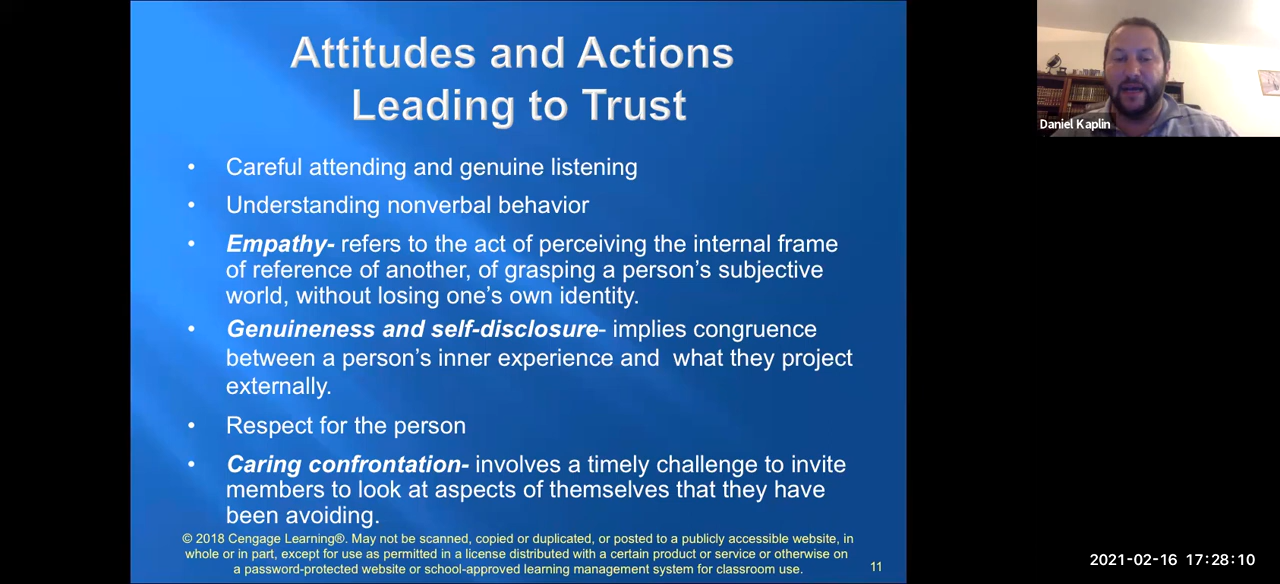 Attitudes and Actions
Leading to Trust
• Careful attending and genuine listening
• Understanding nonverbal behavior
• Empathy- refers to the act of perceiving the internal frame
of reference of another, of grasping a person's subjective
world, without losing one's own identity.
• Genuineness and self-disclosure- implies congruence
between a person's inner experience and what they project
externally.
• Respect for the person
• Caring confrontation- involves a timely challenge to invite
members to look at aspects of themselves that they have
been avoiding.
© 2018 Cengage Learning®. May not be scanned, copied or duplicated, or posted to a publicly accessible website, in
whole or in part, except for use as permitted in a license distributed with a certain product or service or otherwise on
a password-protected website or school-approved learning management system for classroom use.
11
Daniel Kaplin
2021-02-16 17:28:10